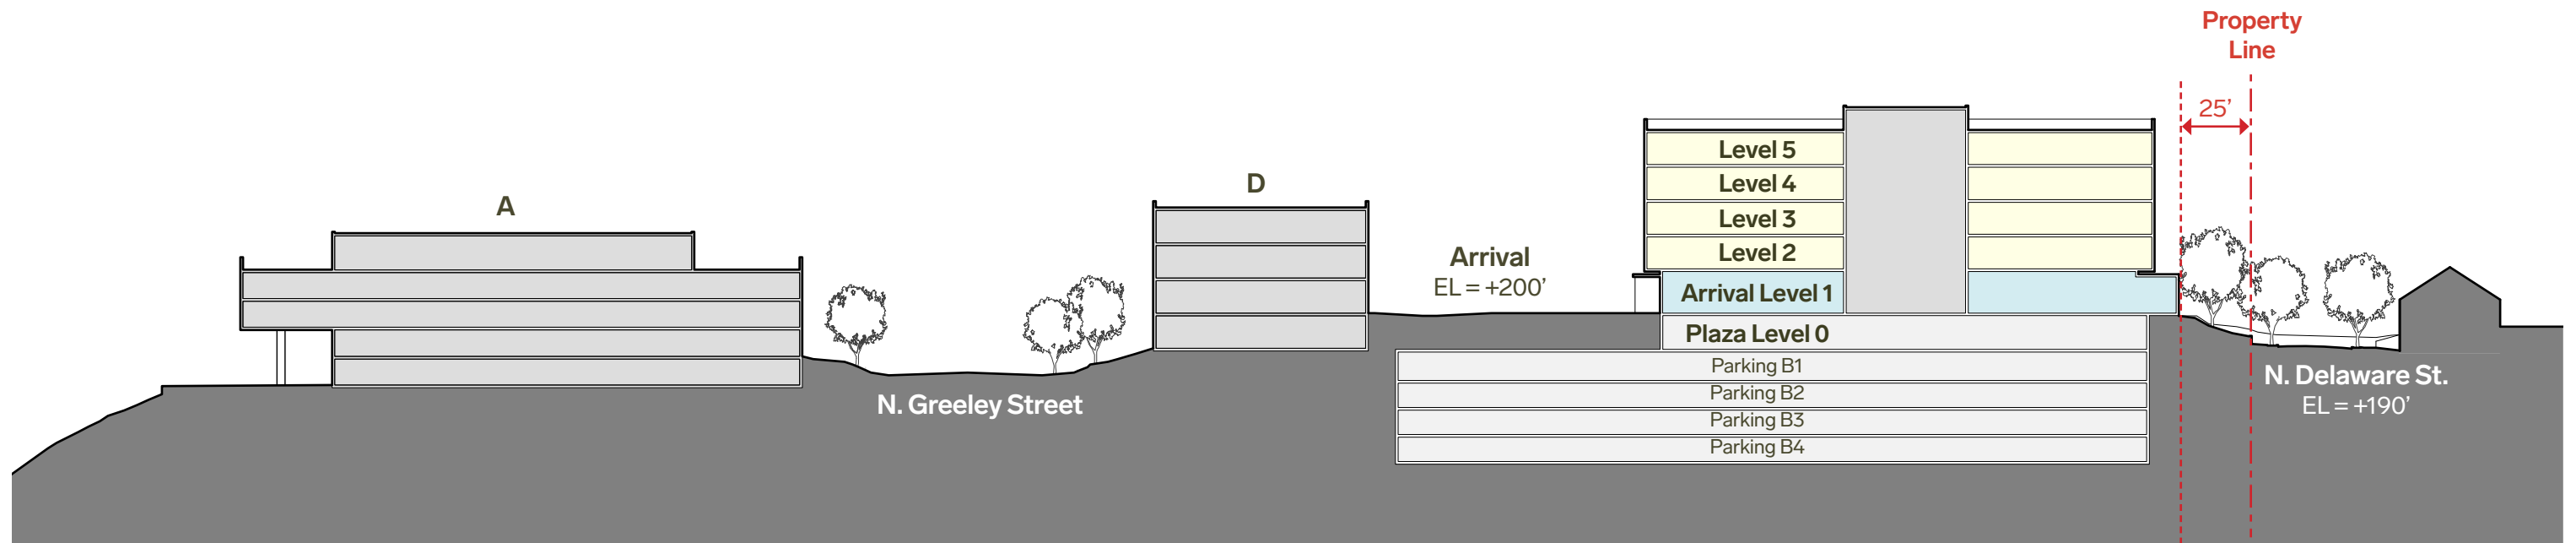 Property
Line
25’
A
D
Arrival
EL = +200’
Level 5
Level 4
Level 3
Level 2
Arrival Level 1
Plaza Level 0
Parking B1
Parking B2
Parking B3
Parking B4
N. Greeley Street
N. Delaware St.
EL = +190’